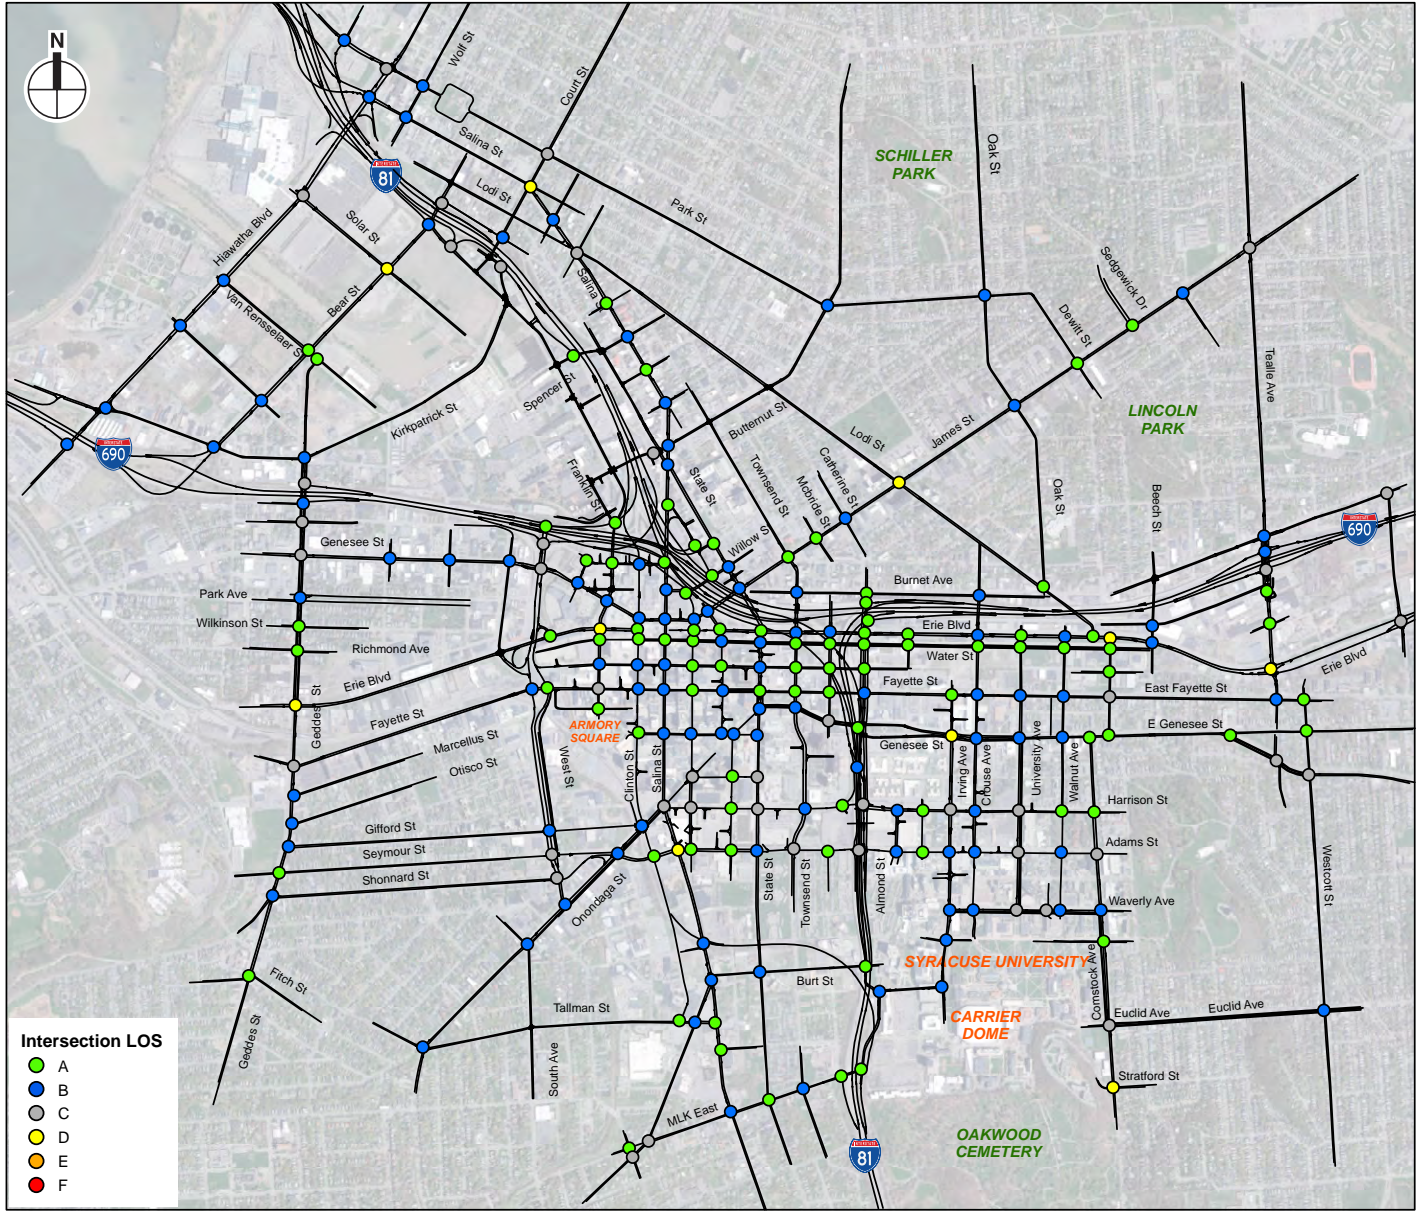 N
Wolf St
Court St
Salina St
INTERSTATE
81
Lodi St
SCHILLER
PARK
Oak St
Park St
Hiawatha Blvd
Solar St
Sedgewick Dr
Bear St
Van Rensselaer S
Salina
Dewitt St
Tealle Ave
Spencer St
Kirkpatrick St
Butternut St
LINCOLN
PARK
Lodi St
James St
INTERSTATE
690
Franklin St
State St
Townsend St
Catherine St
Mcbride St
Oak St
Beech St
INTERSTATE
690
Genesee St
Willow S
Burnet Ave
Park Ave
Wilkinson St
Richmond Ave
Erie Blvd
Water St
Erie Blvd
Erie Blvd
Geddes St
Fayette St
Fayette St
East Fayette St
ARMORY
SQUARE
Marcellus St
Otisco St
West St
Clinton St
Salina St
Genesee St
E Genesee St
Irving Ave
Crouse Ave
University Ave
Walnut Ave
Harrison St
Gifford St
Seymour St
Shonnard St
Adams St
Onondaga St
State St
Townsend St
Almond St
Westcott St
Waverly Ave
SYRACUSE UNIVERSITY
Fitch St
Burt St
Comstock Ave
Tallman St
CARRIER
DOME
Euclid Ave
Euclid Ave
Geddes St
South Ave
Stratford St
MLK East
OAKWOOD
CEMETERY
INTERSTATE
81
Intersection LOS
A
B
C
D
E
F